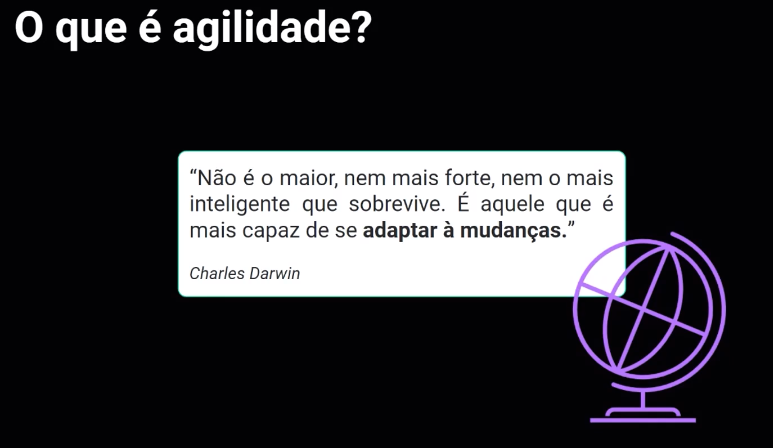 O que é agilidade?
“Não é o maior, nem mais forte, nem o mais
inteligente que sobrevive. É aquele que é
mais capaz de se adaptar à mudanças.”
Charles Darwin